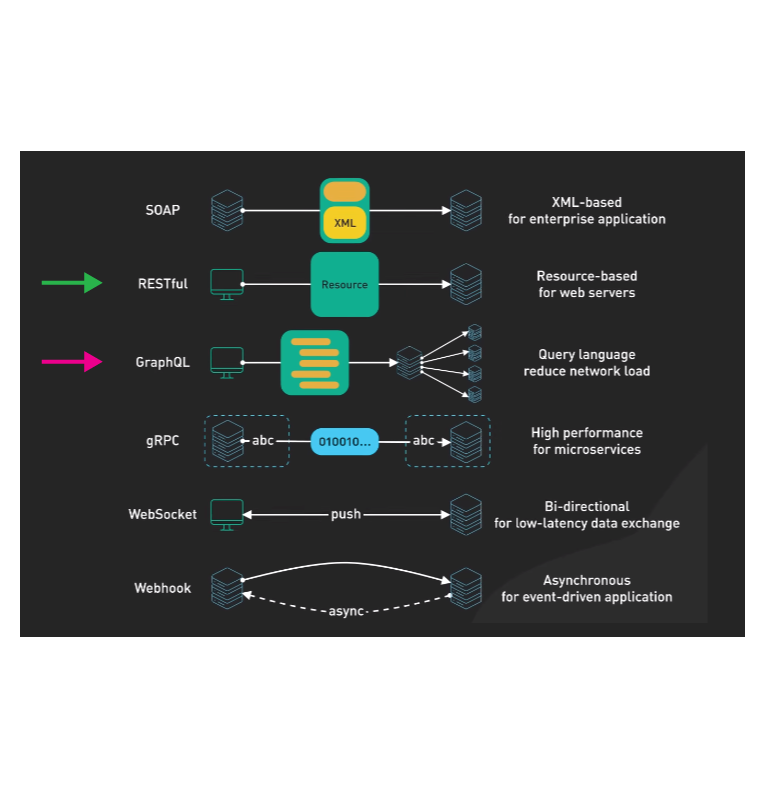 SOAP
XML
XML-based
for enterprise application
RESTful
Resource
Resource-based
for web servers
GraphQL
Query language
reduce network load
gRPC
abc
010010...
abc
High performance
for microservices
WebSocket
push
Bi-directional
for low-latency data exchange
Webhook
async
Asynchronous
for event-driven application